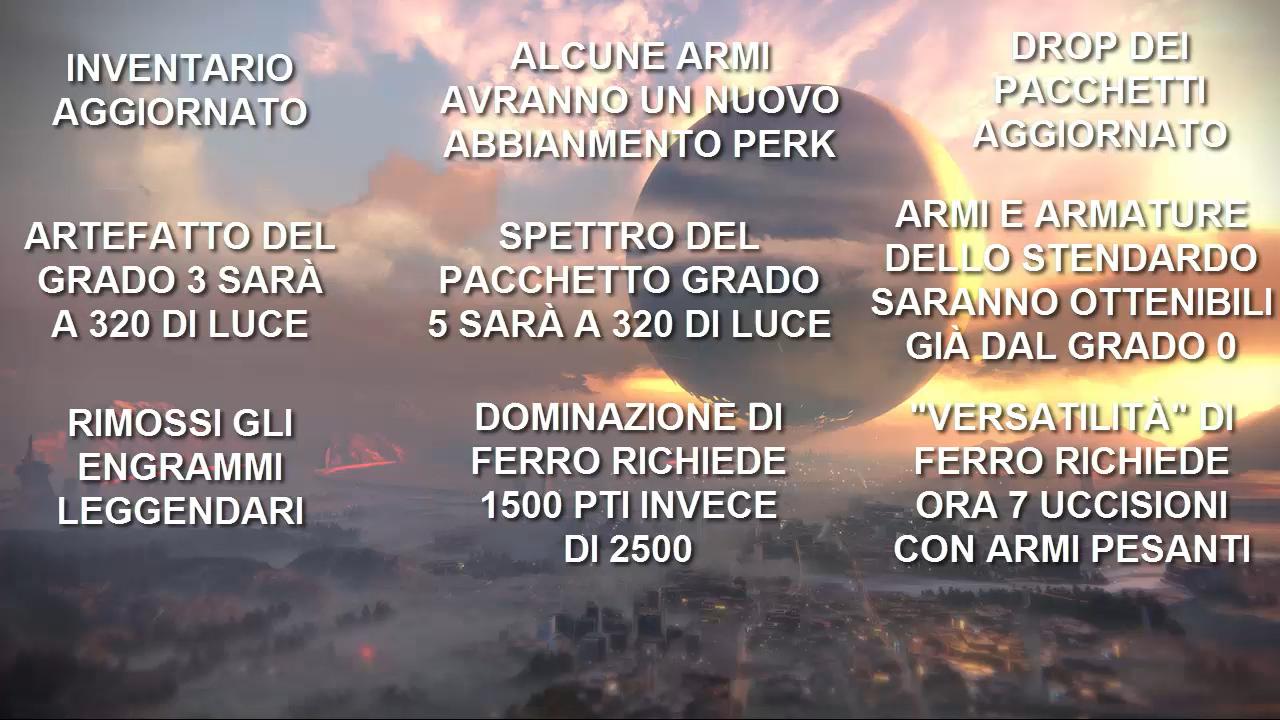 INVENTARIO
AGGIORNATO
ALCUNE ARMI
AVRANNO UN NUOVO
ABBIANMENTO PERK
DROP DEI
PACCHETTI
AGGIORNATO
ARTEFATTO DEL
GRADO 3 SARÀ
A 320 DI LUCE
SPETTRO DEL
PACCHETTO GRADO
5 SARÀ A 320 DI LUCE
ARMI E ARMATURE
DELLO STENDARDO
SARANNO OTTENIBILI
GIÀ DAL GRADO 0
RIMOSSI GLI
ENGRAMMI
LEGGENDARI
DOMINAZIONE DI
FERRO RICHIEDE
1500 PTI INVECE
DI 2500
"VERSATILITÀ" DI
FERRO RICHIEDE
ORA 7 UCCISIONI
CON ARMI PESANTI